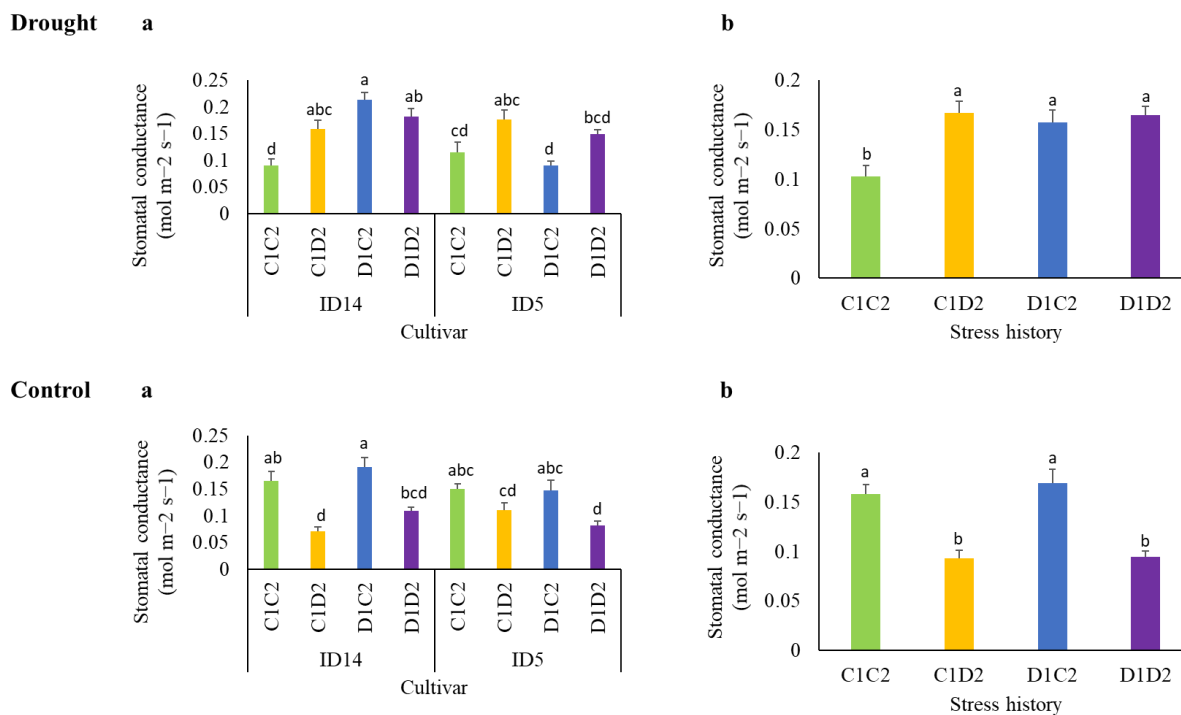 Drought a b
Stomatal conductance
(mol m−2 s−1)
0.25
0.2
0.15
0.1
0.05
0
d abc a ab cd abc d bcd
C1C2 C1D2 D1C2 D1D2 C1C2 C1D2 D1C2 D1D2
ID14 ID5
Cultivar
Stomatal conductance
(mol m−2 s−1)
0.2
0.15
0.1
0.05
0
b a a a
C1C2 C1D2 D1C2 D1D2
Stress history
Control a b
Stomatal conductance
(mol m−2 s−1)
0.25
0.2
0.15
0.1
0.05
0
ab d a bcd abc cd abc d
C1C2 C1D2 D1C2 D1D2 C1C2 C1D2 D1C2 D1D2
ID14 ID5
Cultivar
Stomatal conductance
(mol m−2 s−1)
0.2
0.15
0.1
0.05
0
a b a b
C1C2 C1D2 D1C2 D1D2
Stress history